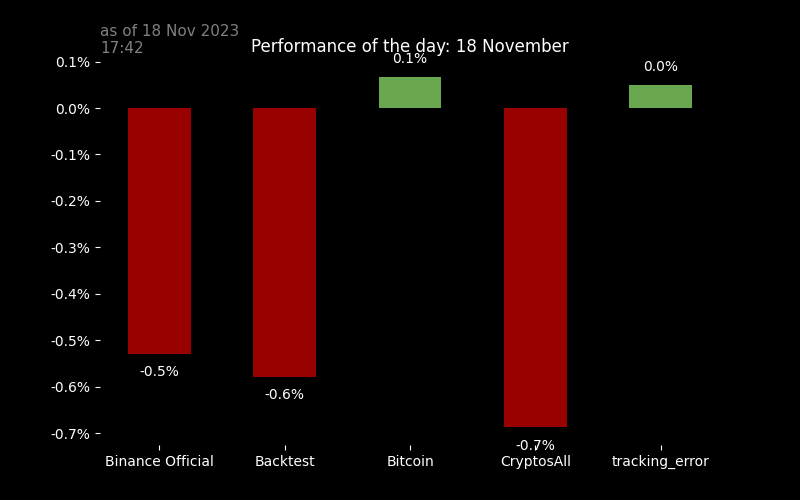 as of 18 Nov 2023
17:42
Performance of the day: 18 November
0.1%
0.0%
-0.1%
-0.2%
-0.3%
-0.4%
-0.5%
-0.6%
-0.7%
-0.5%
-0.6%
0.1%
-0.7%
0.0%
Binance Official
Backtest
Bitcoin
CryptosAll
tracking_error